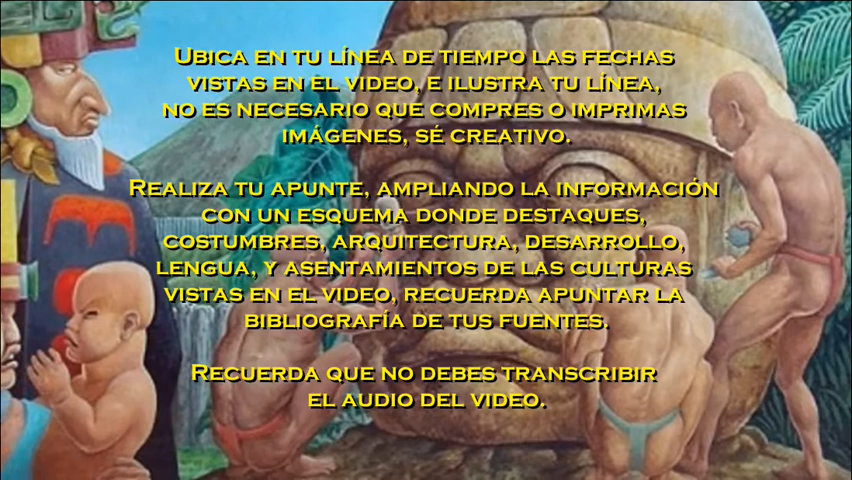 Ubica en tu línea de tiempo las fechas
vistas en el video, e ilustra tu línea,
no es necesario que compres o imprimas
imágenes, sé creativo.
Realiza tu apunte, ampliando la información
con un esquema donde destaques,
costumbres, arquitectura, desarrollo,
lengua, y asentamientos de las culturas
vistas en el video, recuerda apuntar la
bibliografía de tus fuentes.
Recuerda que no debes transcribir
el audio del video.